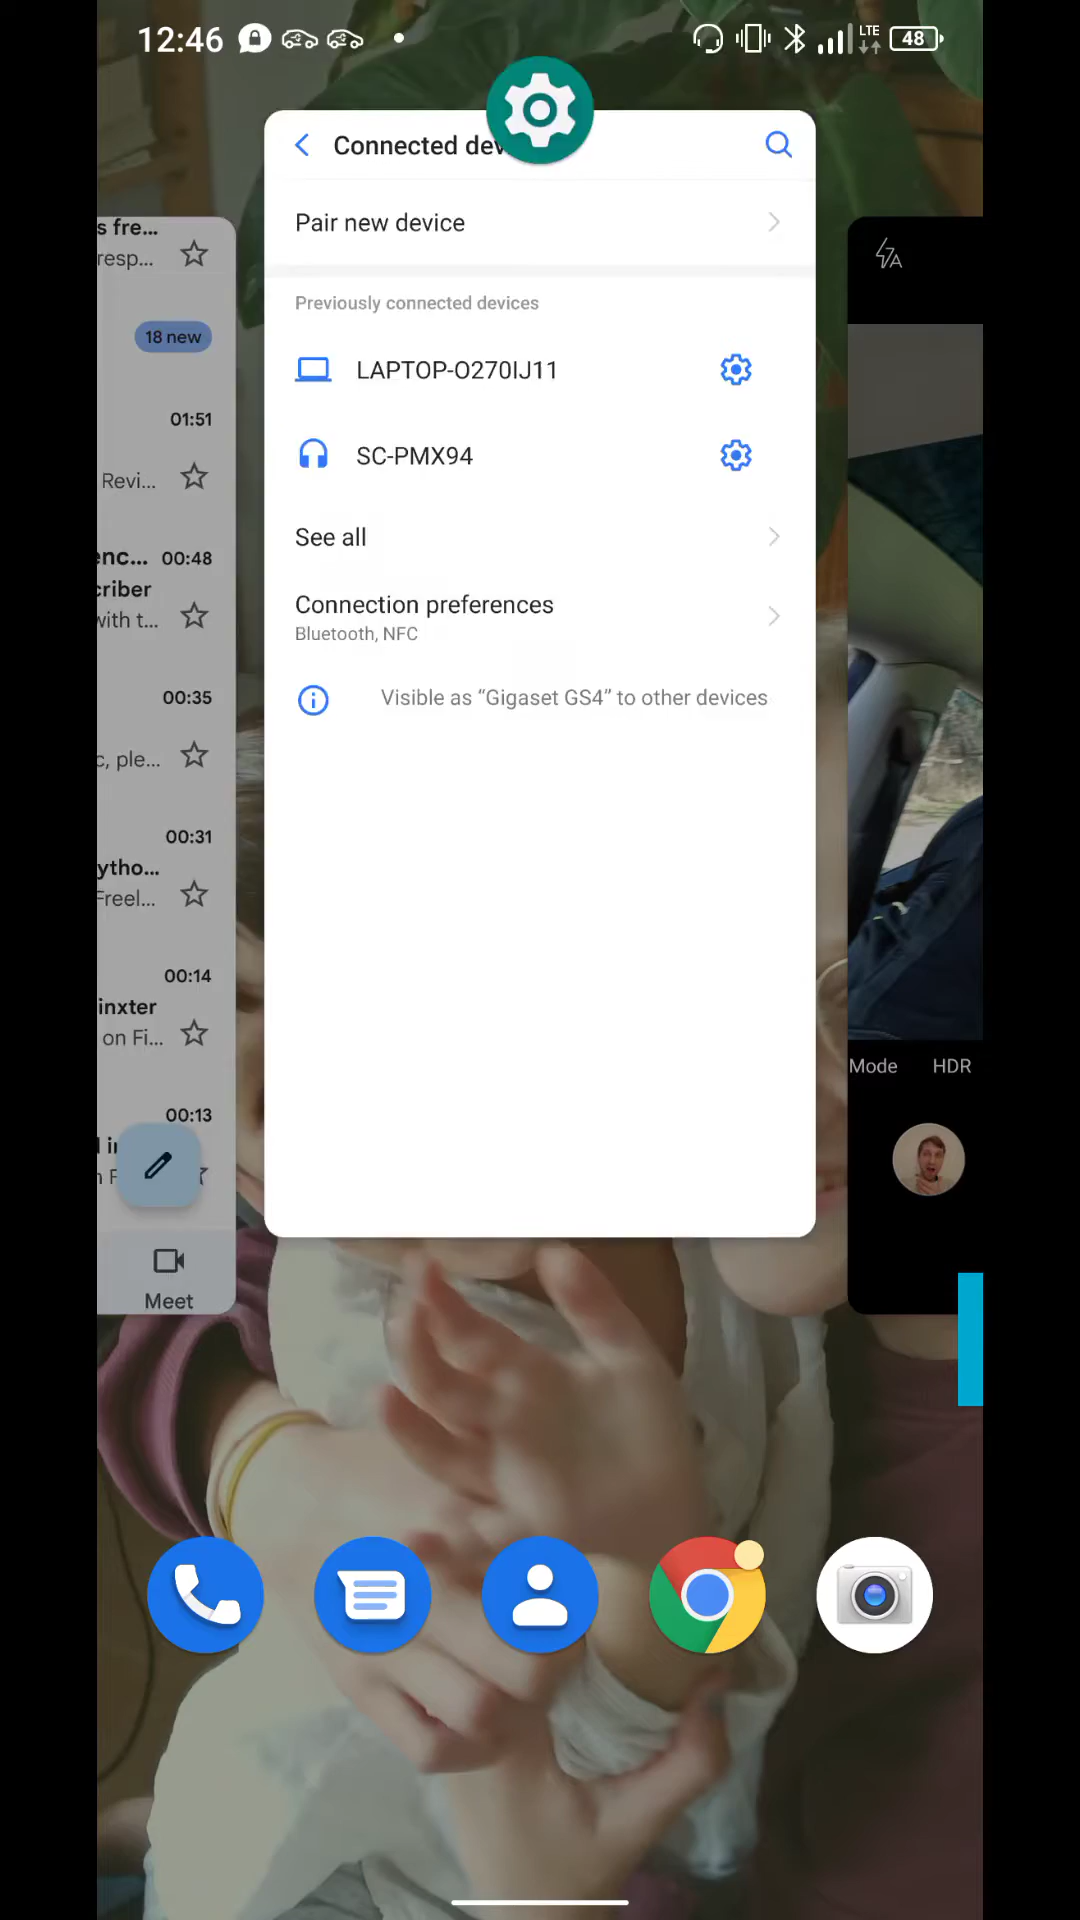 12:46
LTE
48
Connected dev
Pair new device
Previously connected devices
LAPTOP-O270IJ11
SC-PMX94
See all
Connection preferences
Bluetooth, NFC
Visible as “Gigaset GS4” to other devices
s fre...
resp...
18 new
01:51
Revi...
enc... 00:48
criber
with t...
00:35
c, ple...
00:31
ytho...
Freel...
00:14
inxter
on Fi...
00:13
Meet
Mode HDR